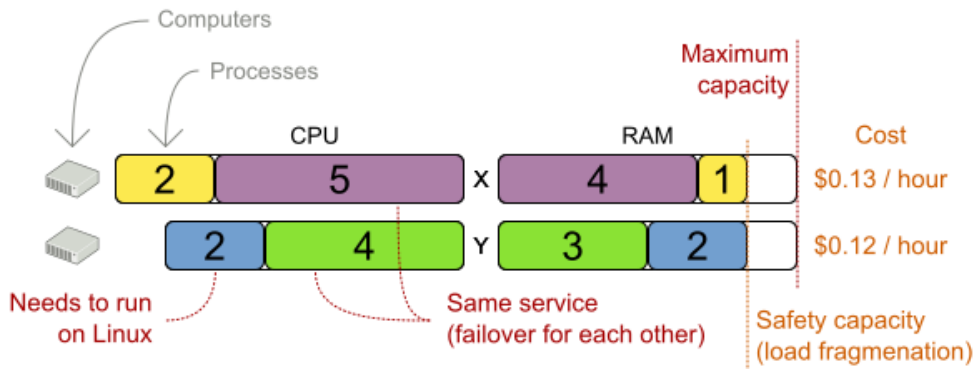 Computers
Processes
Maximum
capacity
CPU
RAM
Cost
2 5 X 4 1 $0.13 / hour
2 4 Y 3 2 $0.12 / hour
Needs to run
on Linux
Same service
(failover for each other)
Safety capacity
(load fragmenation)